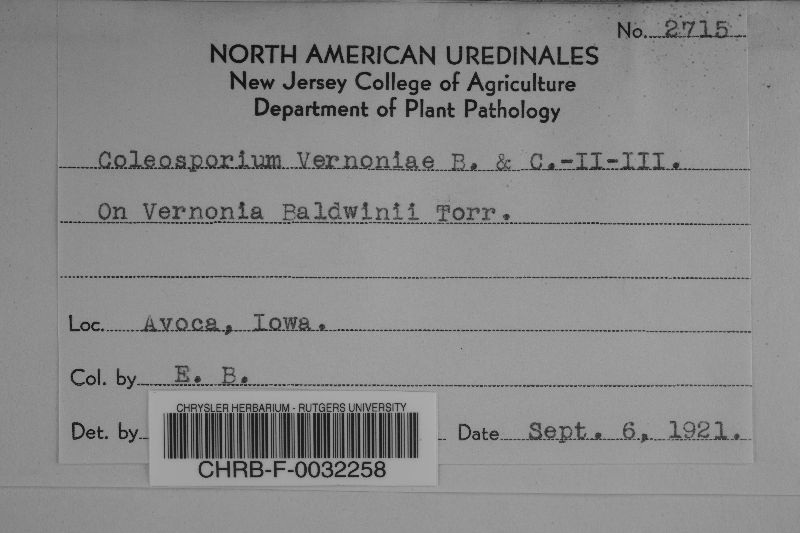 No. 2715
NORTH AMERICAN UREDINALES
New Jersey College of Agriculture
Department of Plant Pathology
Coleosporium Vernoniae B. & C.-II-III.
On Vernonia Baldwinii Torr.
Loc. Avoca, Iowa.
Col. by E. B.
Det. by Date Sept. 6, 1921.
CHRYSLER HERBARIUM - RUTGERS UNIVERSITY
CHRB-F-0032258